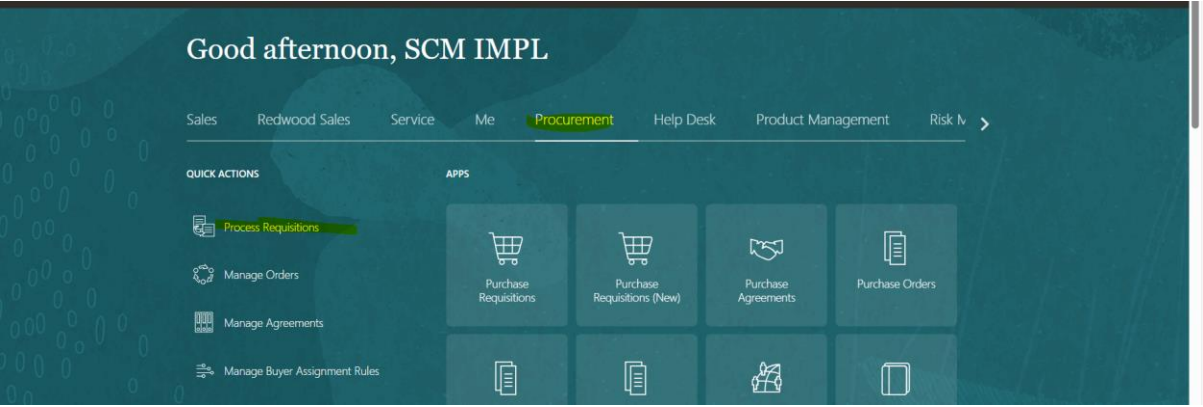 Good afternoon, SCM IMPL
Sales Redwood Sales Service Me Procurement Help Desk Product Management Risk
QUICK ACTIONS
APPS
Process Requisitions
Manage Orders
Manage Agreements
Manage Buyer Assignment Rules
Purchase
Requisitions
Purchase
Requisitions (New)
Purchase
Agreements
Purchase Orders